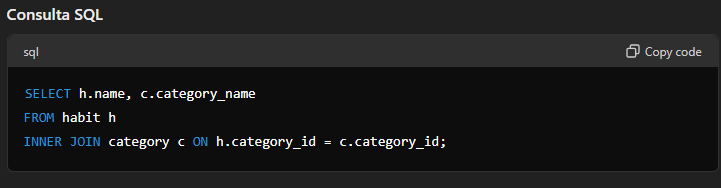 Consulta SQL
sql Copy code
SELECT h.name, c.category_name
FROM habit h
INNER JOIN category c ON h.category_id = c.category_id;